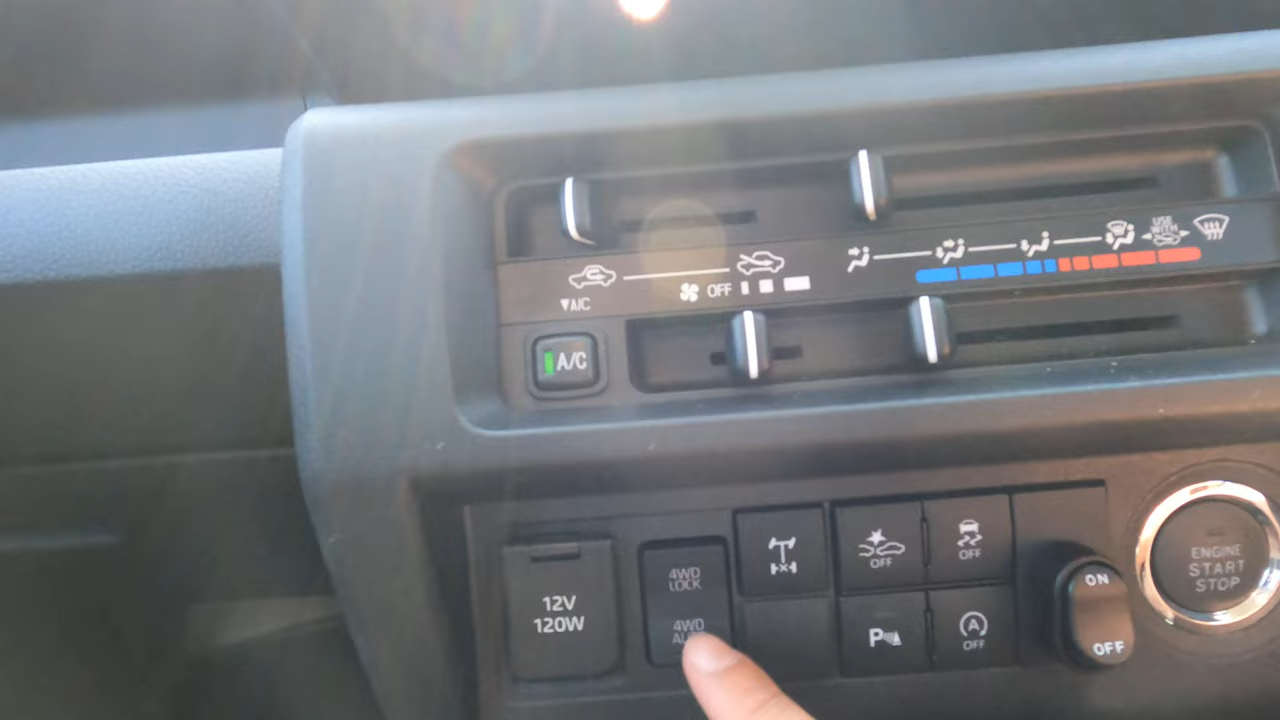 USE
WITH
OFF
▼A/C
A/C
12V
120W
4WD
LOCK
4WD
OFF
OFF
P
A
OFF
ON
OFF
ENGINE
START
STOP